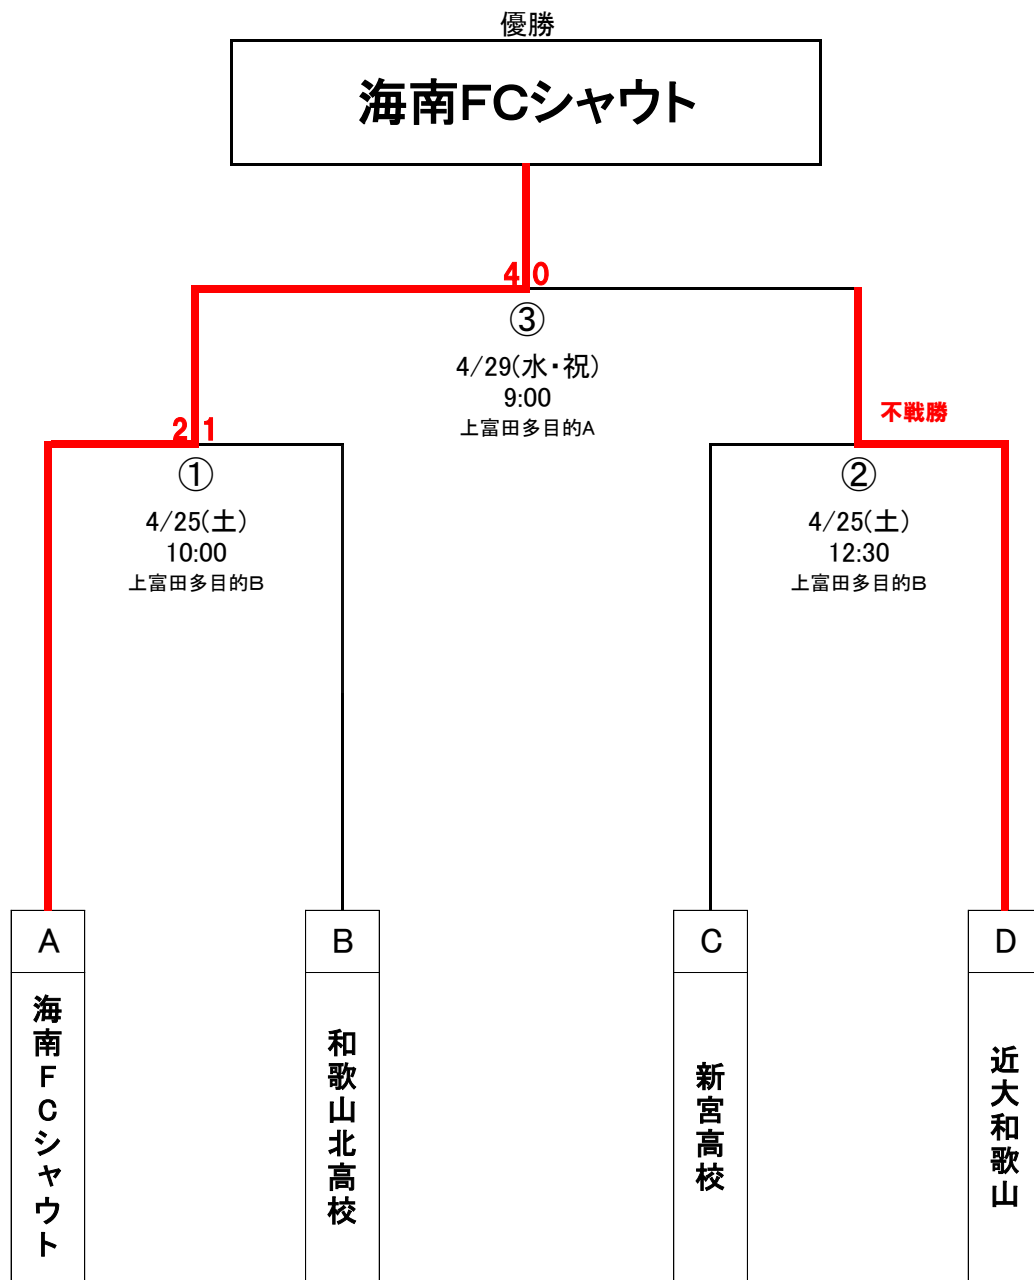 優勝
海南FCシャウト
4 0
③
4/29(水・祝)
9:00
上富田多目的A
不戦勝
2 1
①
4/25(土)
10:00
上富田多目的B
②
4/25(土)
12:30
上富田多目的B
A
B
C
D
海南FCシャウト
和歌山北高校
新宮高校
近大和歌山